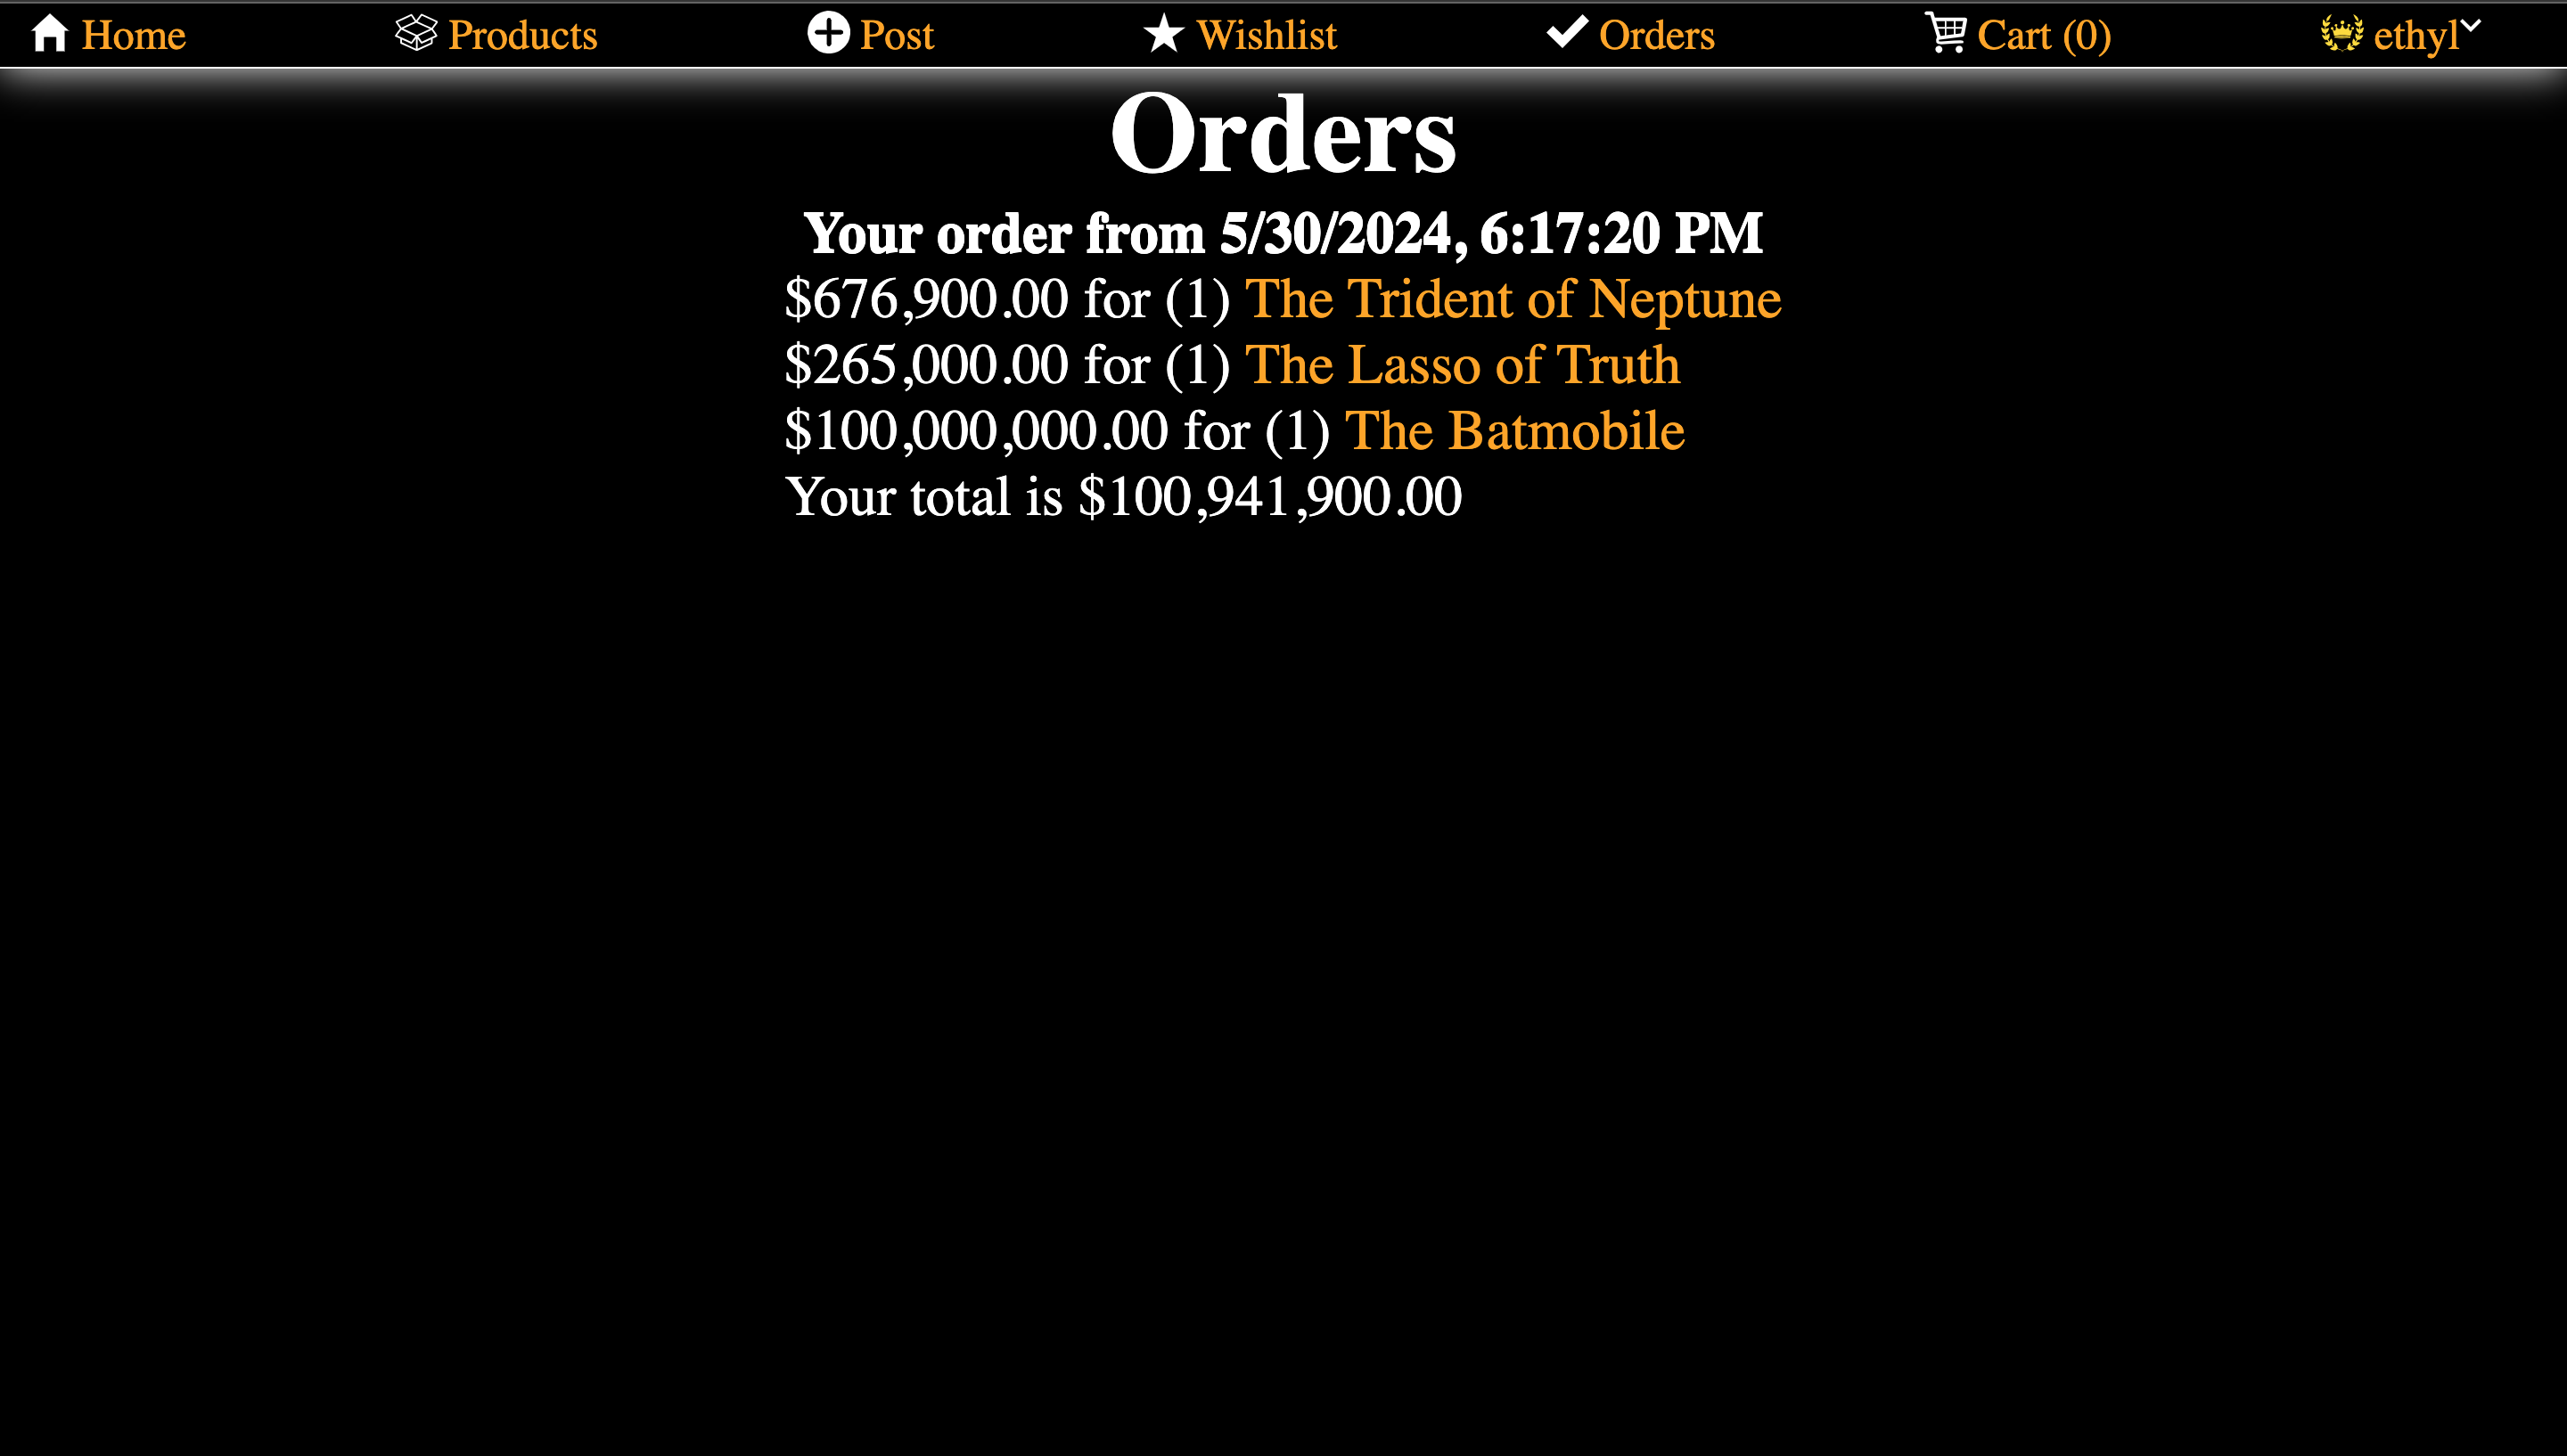 Home Products Post Wishlist Orders Cart (0) ethyl
Orders
Your order from 5/30/2024, 6:17:20 PM
$676,900.00 for (1) The Trident of Neptune
$265,000.00 for (1) The Lasso of Truth
$100,000,000.00 for (1) The Batmobile
Your total is $100,941,900.00